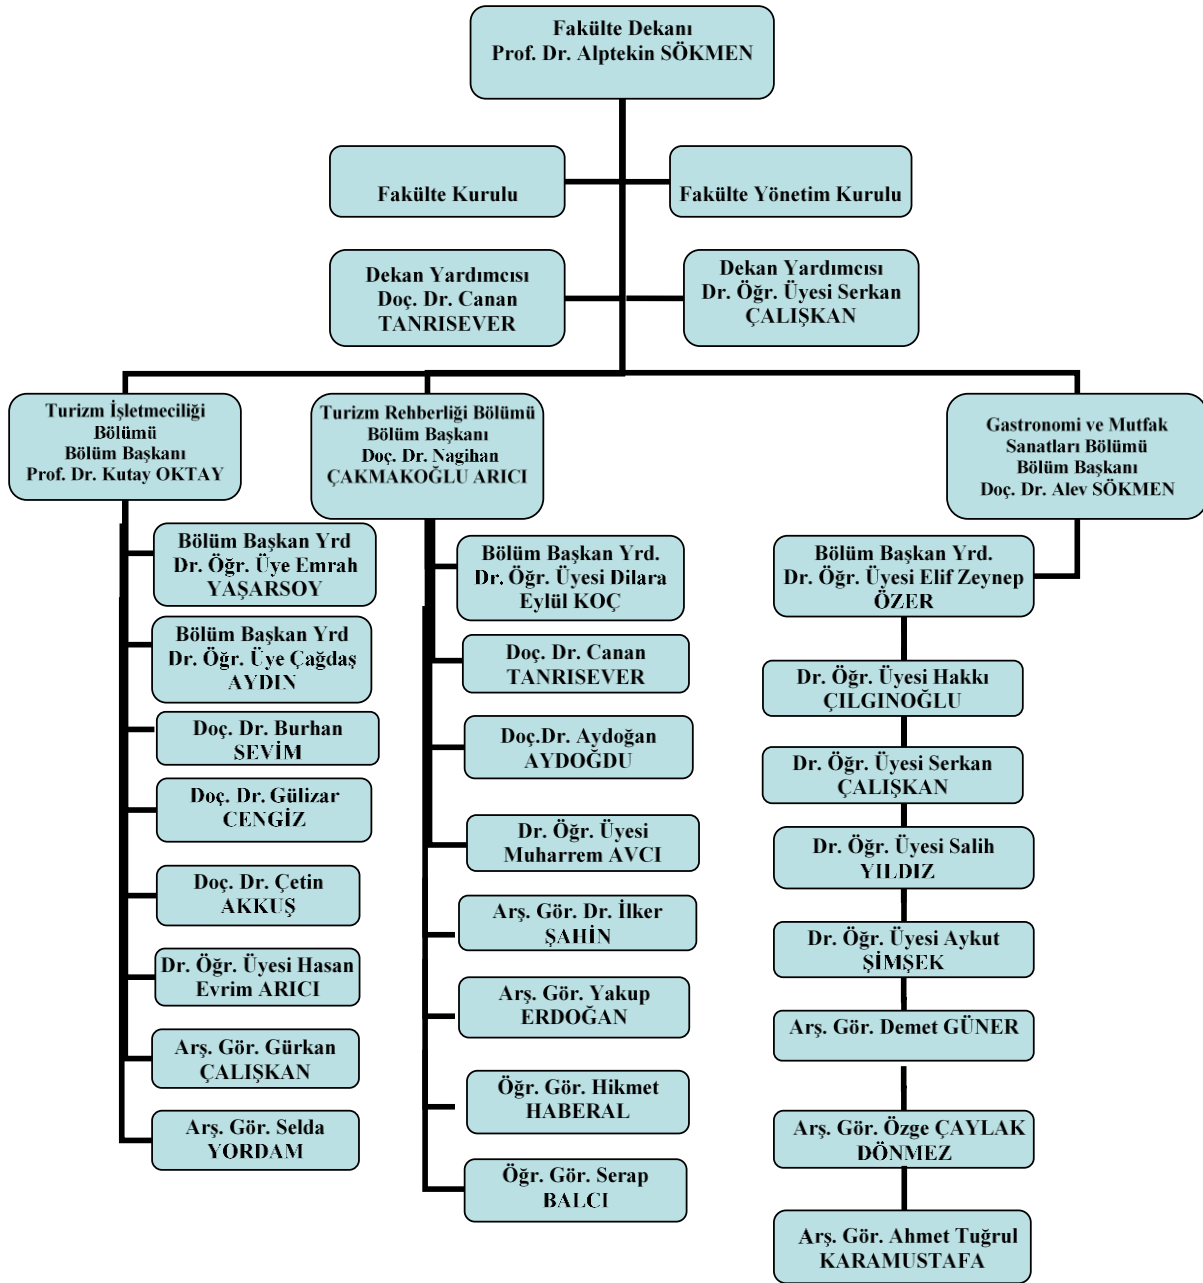 Fakülte Dekanı
Prof. Dr. Alptekin SÖKMEN
Fakülte Kurulu
Fakülte Yönetim Kurulu
Dekan Yardımcısı
Doç. Dr. Canan
TANRISEVER
Dekan Yardımcısı
Dr. Öğr. Üyesi Serkan
ÇALIŞKAN
Turizm İşletmeciliği
Bölümü
Bölüm Başkanı
Prof. Dr. Kutay OKTAY
Bölüm Başkan Yrd
Dr. Öğr. Üye Emrah
YAŞARSOY
Bölüm Başkan Yrd
Dr. Öğr. Üye Çağdaş
AYDIN
Doç. Dr. Burhan
SEVİM
Doç. Dr. Gülizar
CENGİZ
Doç. Dr. Çetin
AKKUŞ
Dr. Öğr. Üyesi Hasan
Evrim ARICI
Arş. Gör. Gürkan
ÇALIŞKAN
Arş. Gör. Selda
YORDAM
Turizm Rehberliği Bölümü
Bölüm Başkanı
Doç. Dr. Nagihan
ÇAKMAKOĞLU ARICI
Bölüm Başkan Yrd.
Dr. Öğr. Üyesi Dilara
Eylül KOÇ
Doç. Dr. Canan
TANRISEVER
Doç.Dr. Aydoğan
AYDOĞDU
Dr. Öğr. Üyesi
Muharrem AVCI
Arş. Gör. Dr. İlker
ŞAHİN
Arş. Gör. Yakup
ERDOĞAN
Öğr. Gör. Hikmet
HABERAL
Öğr. Gör. Serap
BALCI
Gastronomi ve Mutfak
Sanatları Bölümü
Bölüm Başkanı
Doç. Dr. Alev SÖKMEN
Bölüm Başkan Yrd.
Dr. Öğr. Üyesi Elif Zeynep
ÖZER
Dr. Öğr. Üyesi Hakkı
ÇILGINOĞLU
Dr. Öğr. Üyesi Serkan
ÇALIŞKAN
Dr. Öğr. Üyesi Salih
YILDIZ
Dr. Öğr. Üyesi Aykut
ŞİMŞEK
Arş. Gör. Demet GÜNER
Arş. Gör. Özge ÇAYLAK
DÖNMEZ
Arş. Gör. Ahmet Tuğrul
KARAMUSTAFA